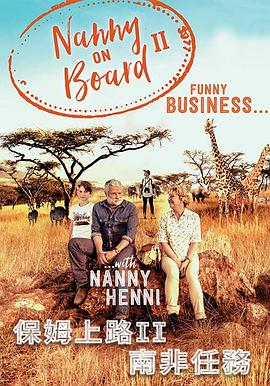 Nanny
ON
Board II
FUNNY
BUSINESS...
...with
NANNY
HENNI
保姆上路II
南非任務